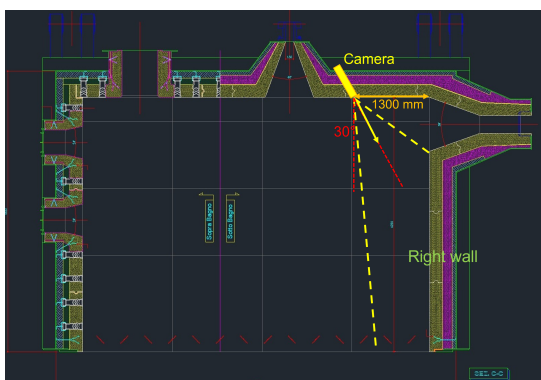 Camera
1300 mm
30°
Sopra Bagno
Sotto Bagno
Right wall
SEZ. C-C